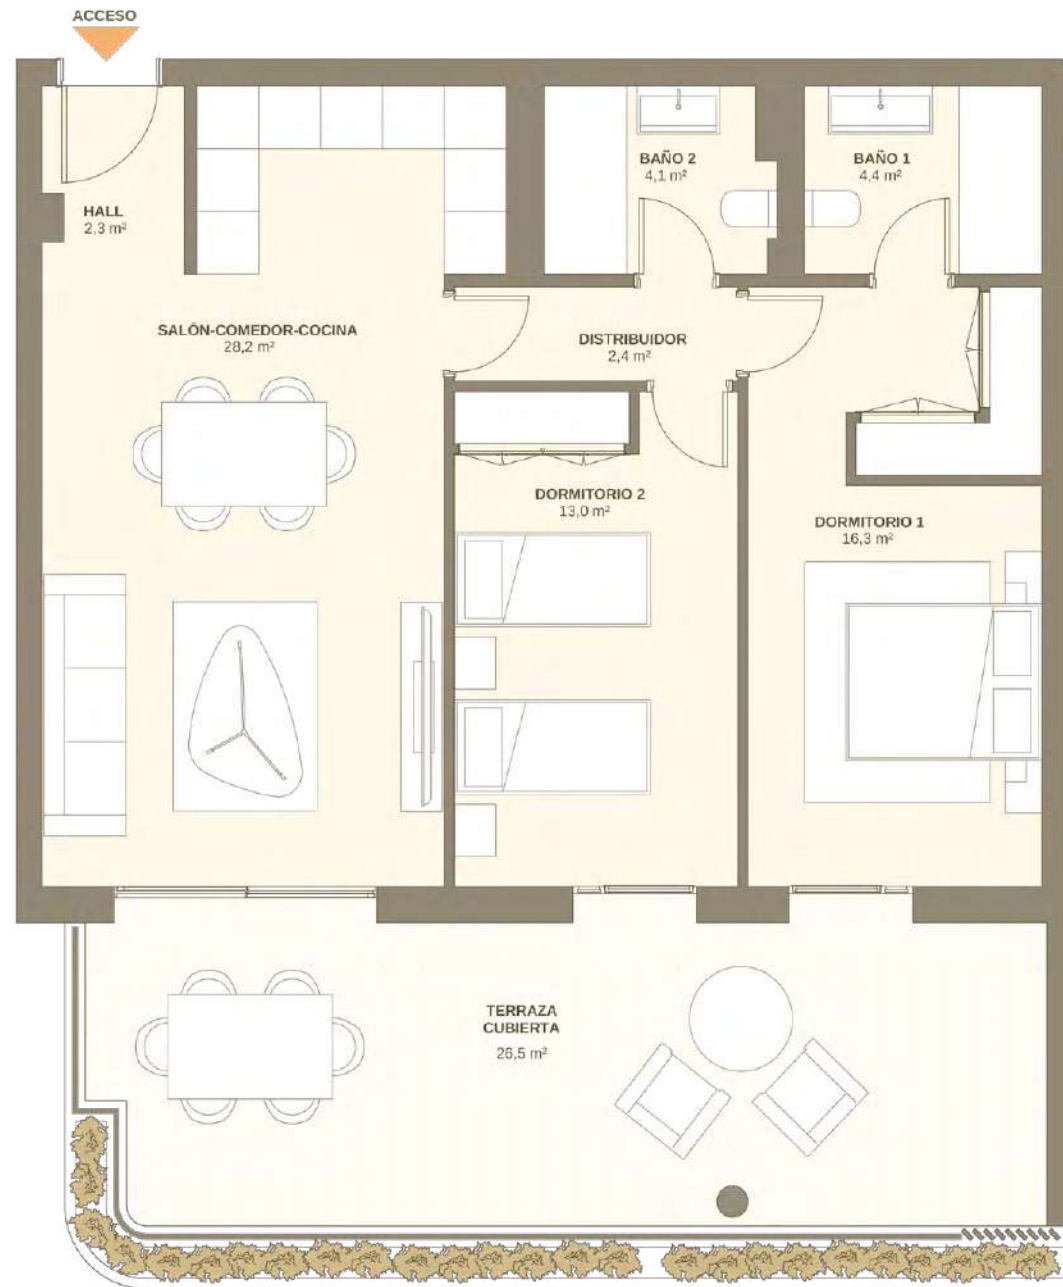 ACCESO
BAÑO 2
4,1 m²
BAÑO 1
4,4 m²
HALL
2,3 m²
SALÓN-COMEDOR-COCINA
28,2 m²
DISTRIBUIDOR
2,4 m²
DORMITORIO 2
13,0 m²
DORMITORIO 1
16,3 m²
TERRAZA
CUBIERTA
26,5 m²